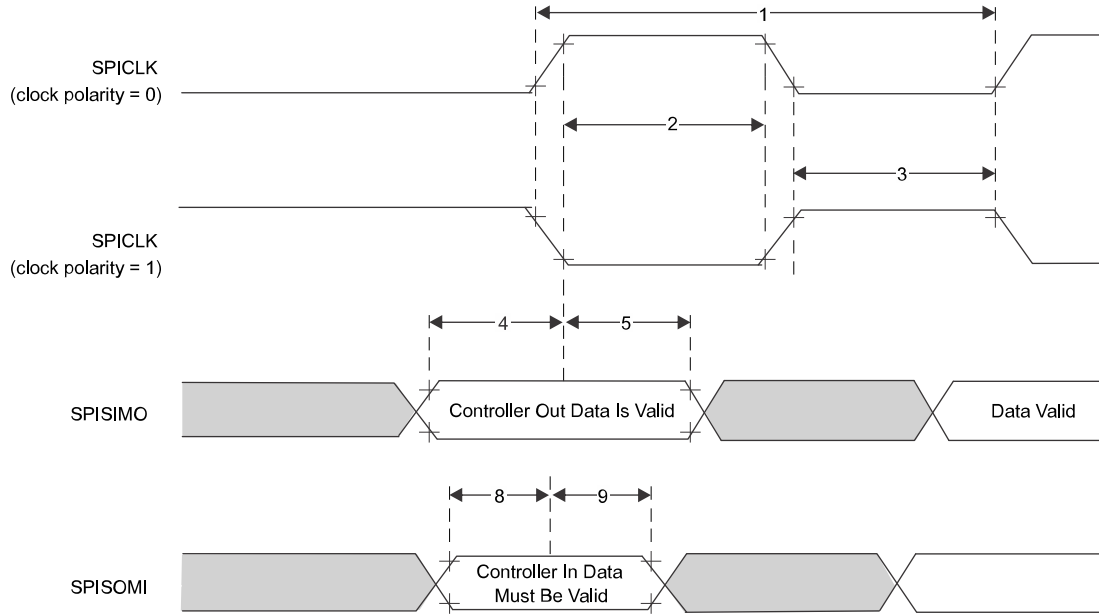 1
SPICLK
(clock polarity = 0)
2
3
SPICLK
(clock polarity = 1)
4
5
SPISIMO
Controller Out Data Is Valid
Data Valid
8
9
SPISOMI
Controller In Data
Must Be Valid